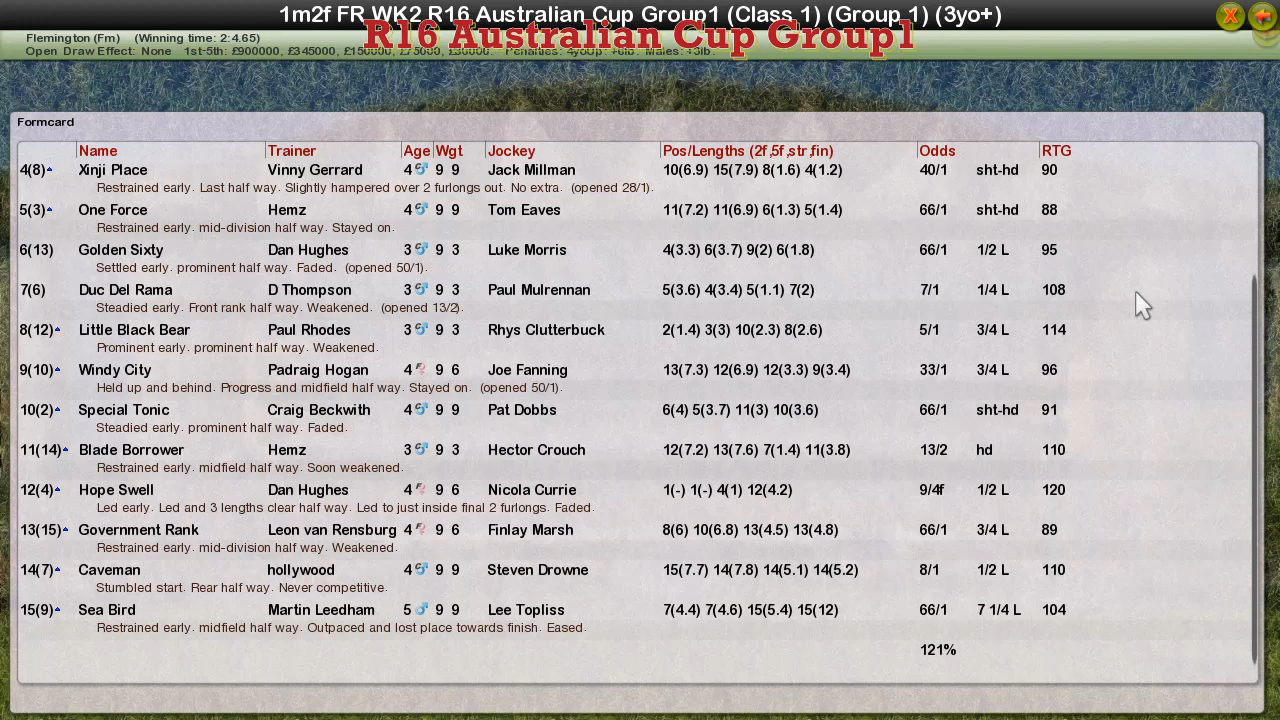 1m2f FR WK2 R16 Australian Cup Group1 (Class 1) (Group 1) (3yo+)
R16 Australian Cup Group1
Flemington (Fm) (Winning time: 2:4.65)
Open Draw Effect: None 1st-5th: £900000, £345000, £150000, £75000, £30000. Penalties: 4yoUp: +6lb. Males: +3lb.
Formcard
Name Trainer Age Wgt Jockey Pos/Lengths (2f,5f,str,fin) Odds RTG
4(8) Xinji Place Vinny Gerrard 4 9 9 Jack Millman 10(6.9) 15(7.9) 8(1.6) 4(1.2) 40/1 sht-hd 90
Restrained early. Last half way. Slightly hampered over 2 furlongs out. No extra. (opened 28/1).
5(3) One Force Hemz 4 9 9 Tom Eaves 11(7.2) 11(6.9) 6(1.3) 5(1.4) 66/1 sht-hd 88
Restrained early. mid-division half way. Stayed on.
6(13) Golden Sixty Dan Hughes 3 9 3 Luke Morris 4(3.3) 6(3.7) 9(2) 6(1.8) 66/1 1/2 L 95
Settled early. prominent half way. Faded. (opened 50/1).
7(6) Duc Del Rama D Thompson 3 9 3 Paul Mulrennan 5(3.6) 4(3.4) 5(1.1) 7(2) 7/1 1/4 L 108
Steadied early. Front rank half way. Weakened. (opened 13/2).
8(12) Little Black Bear Paul Rhodes 3 9 3 Rhys Clutterbuck 2(1.4) 3(3) 10(2.3) 8(2.6) 5/1 3/4 L 114
Prominent early. prominent half way. Weakened.
9(10) Windy City Padraig Hogan 4 9 6 Joe Fanning 13(7.3) 12(6.9) 12(3.3) 9(3.4) 33/1 3/4 L 96
Held up and behind. Progress and midfield half way. Stayed on. (opened 50/1).
10(2) Special Tonic Craig Beckwith 4 9 9 Pat Dobbs 6(4) 5(3.7) 11(3) 10(3.6) 66/1 sht-hd 91
Steadied early. prominent half way. Faded.
11(14) Blade Borrower Hemz 3 9 3 Hector Crouch 12(7.2) 13(7.6) 7(1.4) 11(3.8) 13/2 hd 110
Restrained early. midfield half way. Soon weakened.
12(4) Hope Swell Dan Hughes 4 9 6 Nicola Currie 1(-) 1(-) 4(1) 12(4.2) 9/4f 1/2 L 120
Led early. Led and 3 lengths clear half way. Led to just inside final 2 furlongs. Faded.
13(15) Government Rank Leon van Rensburg 4 9 6 Finlay Marsh 8(6) 10(6.8) 13(4.5) 13(4.8) 66/1 3/4 L 89
Restrained early. mid-division half way. Weakened.
14(7) Caveman hollywood 4 9 9 Steven Drowne 15(7.7) 14(7.8) 14(5.1) 14(5.2) 8/1 1/2 L 110
Stumbled start. Rear half way. Never competitive.
15(9) Sea Bird Martin Leedham 5 9 9 Lee Topliss 7(4.4) 7(4.6) 15(5.4) 15(12) 66/1 7 1/4 L 104
Restrained early. midfield half way. Outpaced and lost place towards finish. Eased.
121%